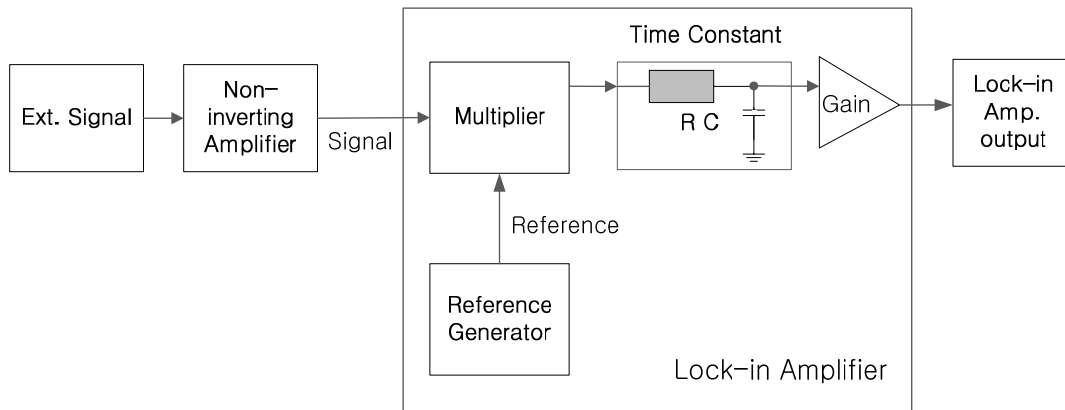 Ext. Signal
Non-
inverting
Amplifier
Signal
Multiplier
Reference
Reference
Generator
Time Constant
R C
Gain
Lock-in Amplifier
Lock-in
Amp.
output